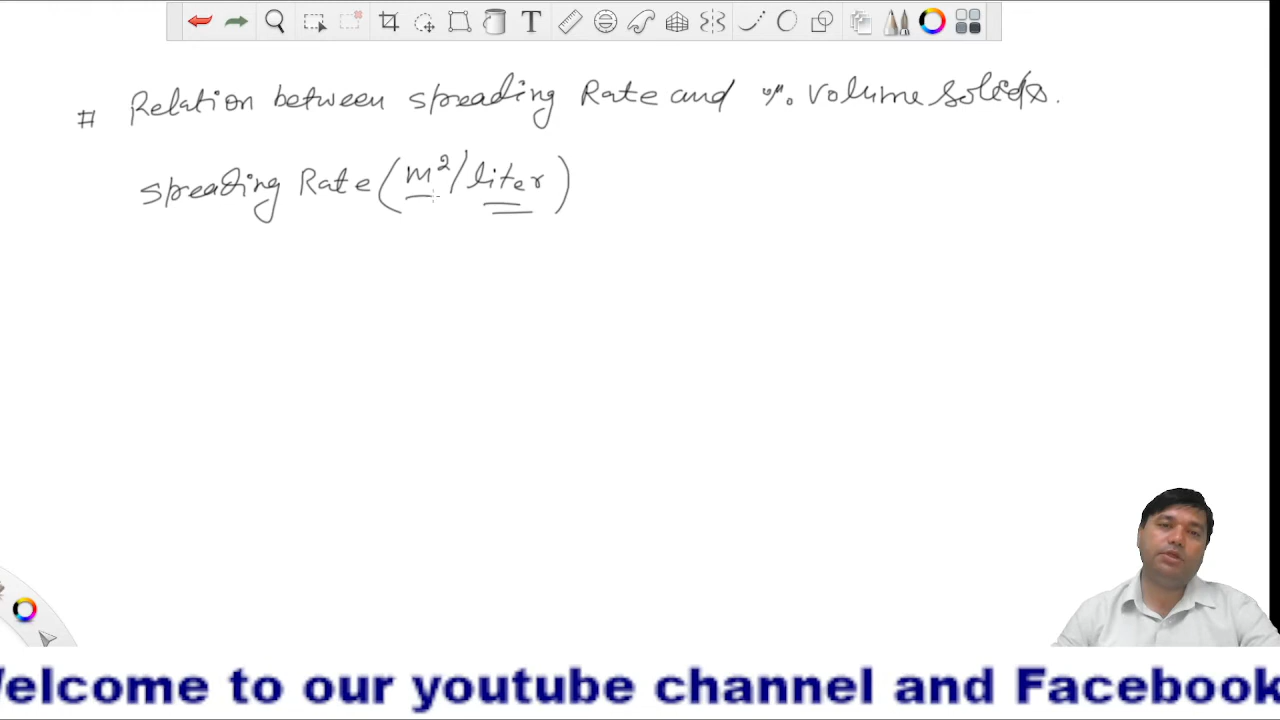 # Relation between spreading Rate and % volume solids.
spreading Rate (m²/liter)
Welcome to our youtube channel and Facebook